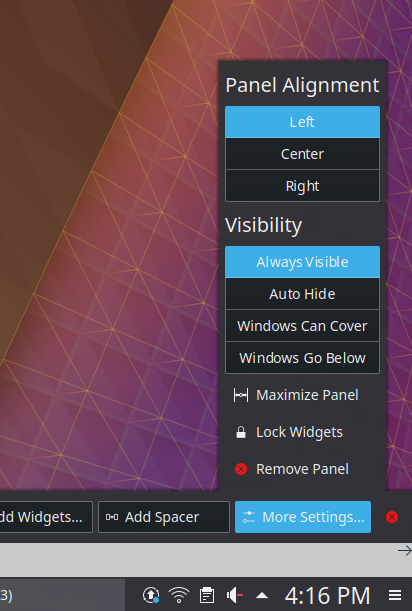 Panel Alignment
Left
Center
Right
Visibility
Always Visible
Auto Hide
Windows Can Cover
Windows Go Below
Maximize Panel
Lock Widgets
Remove Panel
dd Widgets... Add Spacer More Settings...
3) 4:16 PM